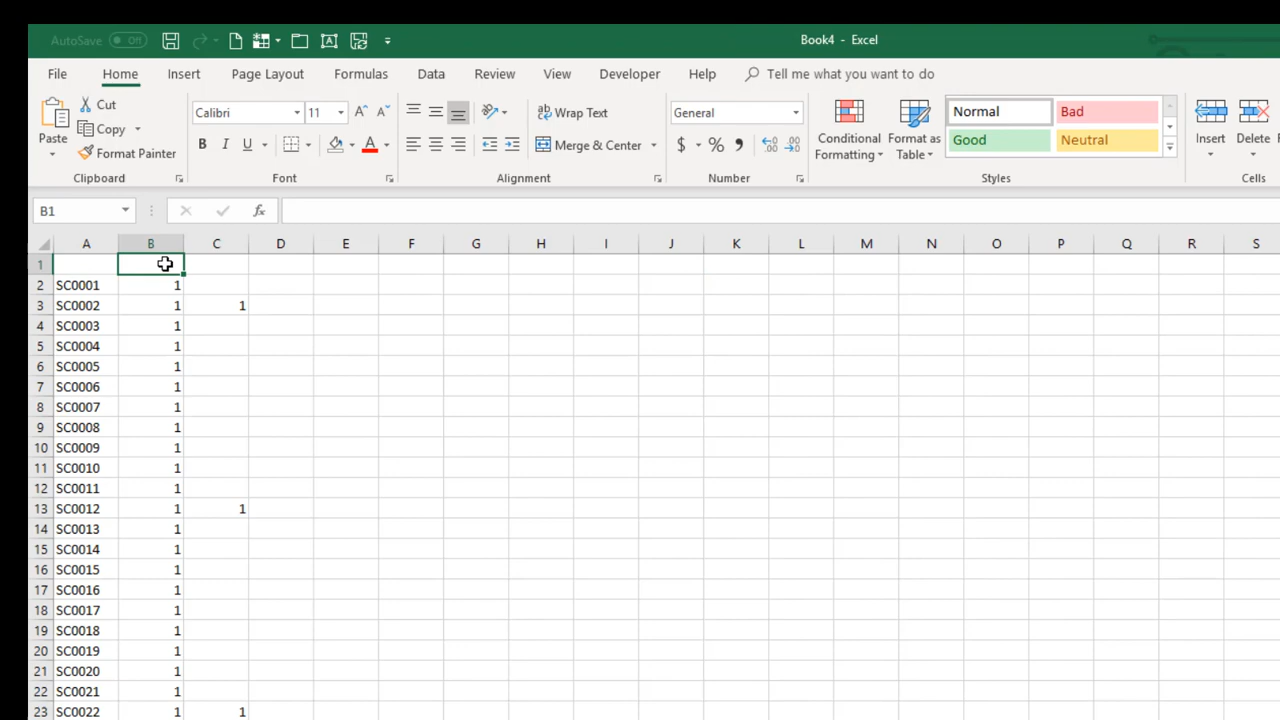 AutoSave Off Book4 - Excel
File Home Insert Page Layout Formulas Data Review View Developer Help Tell me what you want to do
Paste Cut Copy Format Painter Calibri 11 B I U ab Wrap Text Merge & Center General $ % Conditional Formatting Format as Table Normal Bad Good Neutral Insert Delete
Clipboard Font Alignment Number Styles Cells
B1 fx
A B C D E F G H I J K L M N O P Q R S
1
2 SC0001 1
3 SC0002 1 1
4 SC0003 1
5 SC0004 1
6 SC0005 1
7 SC0006 1
8 SC0007 1
9 SC0008 1
10 SC0009 1
11 SC0010 1
12 SC0011 1
13 SC0012 1 1
14 SC0013 1
15 SC0014 1
16 SC0015 1
17 SC0016 1
18 SC0017 1
19 SC0018 1
20 SC0019 1
21 SC0020 1
22 SC0021 1
23 SC0022 1 1